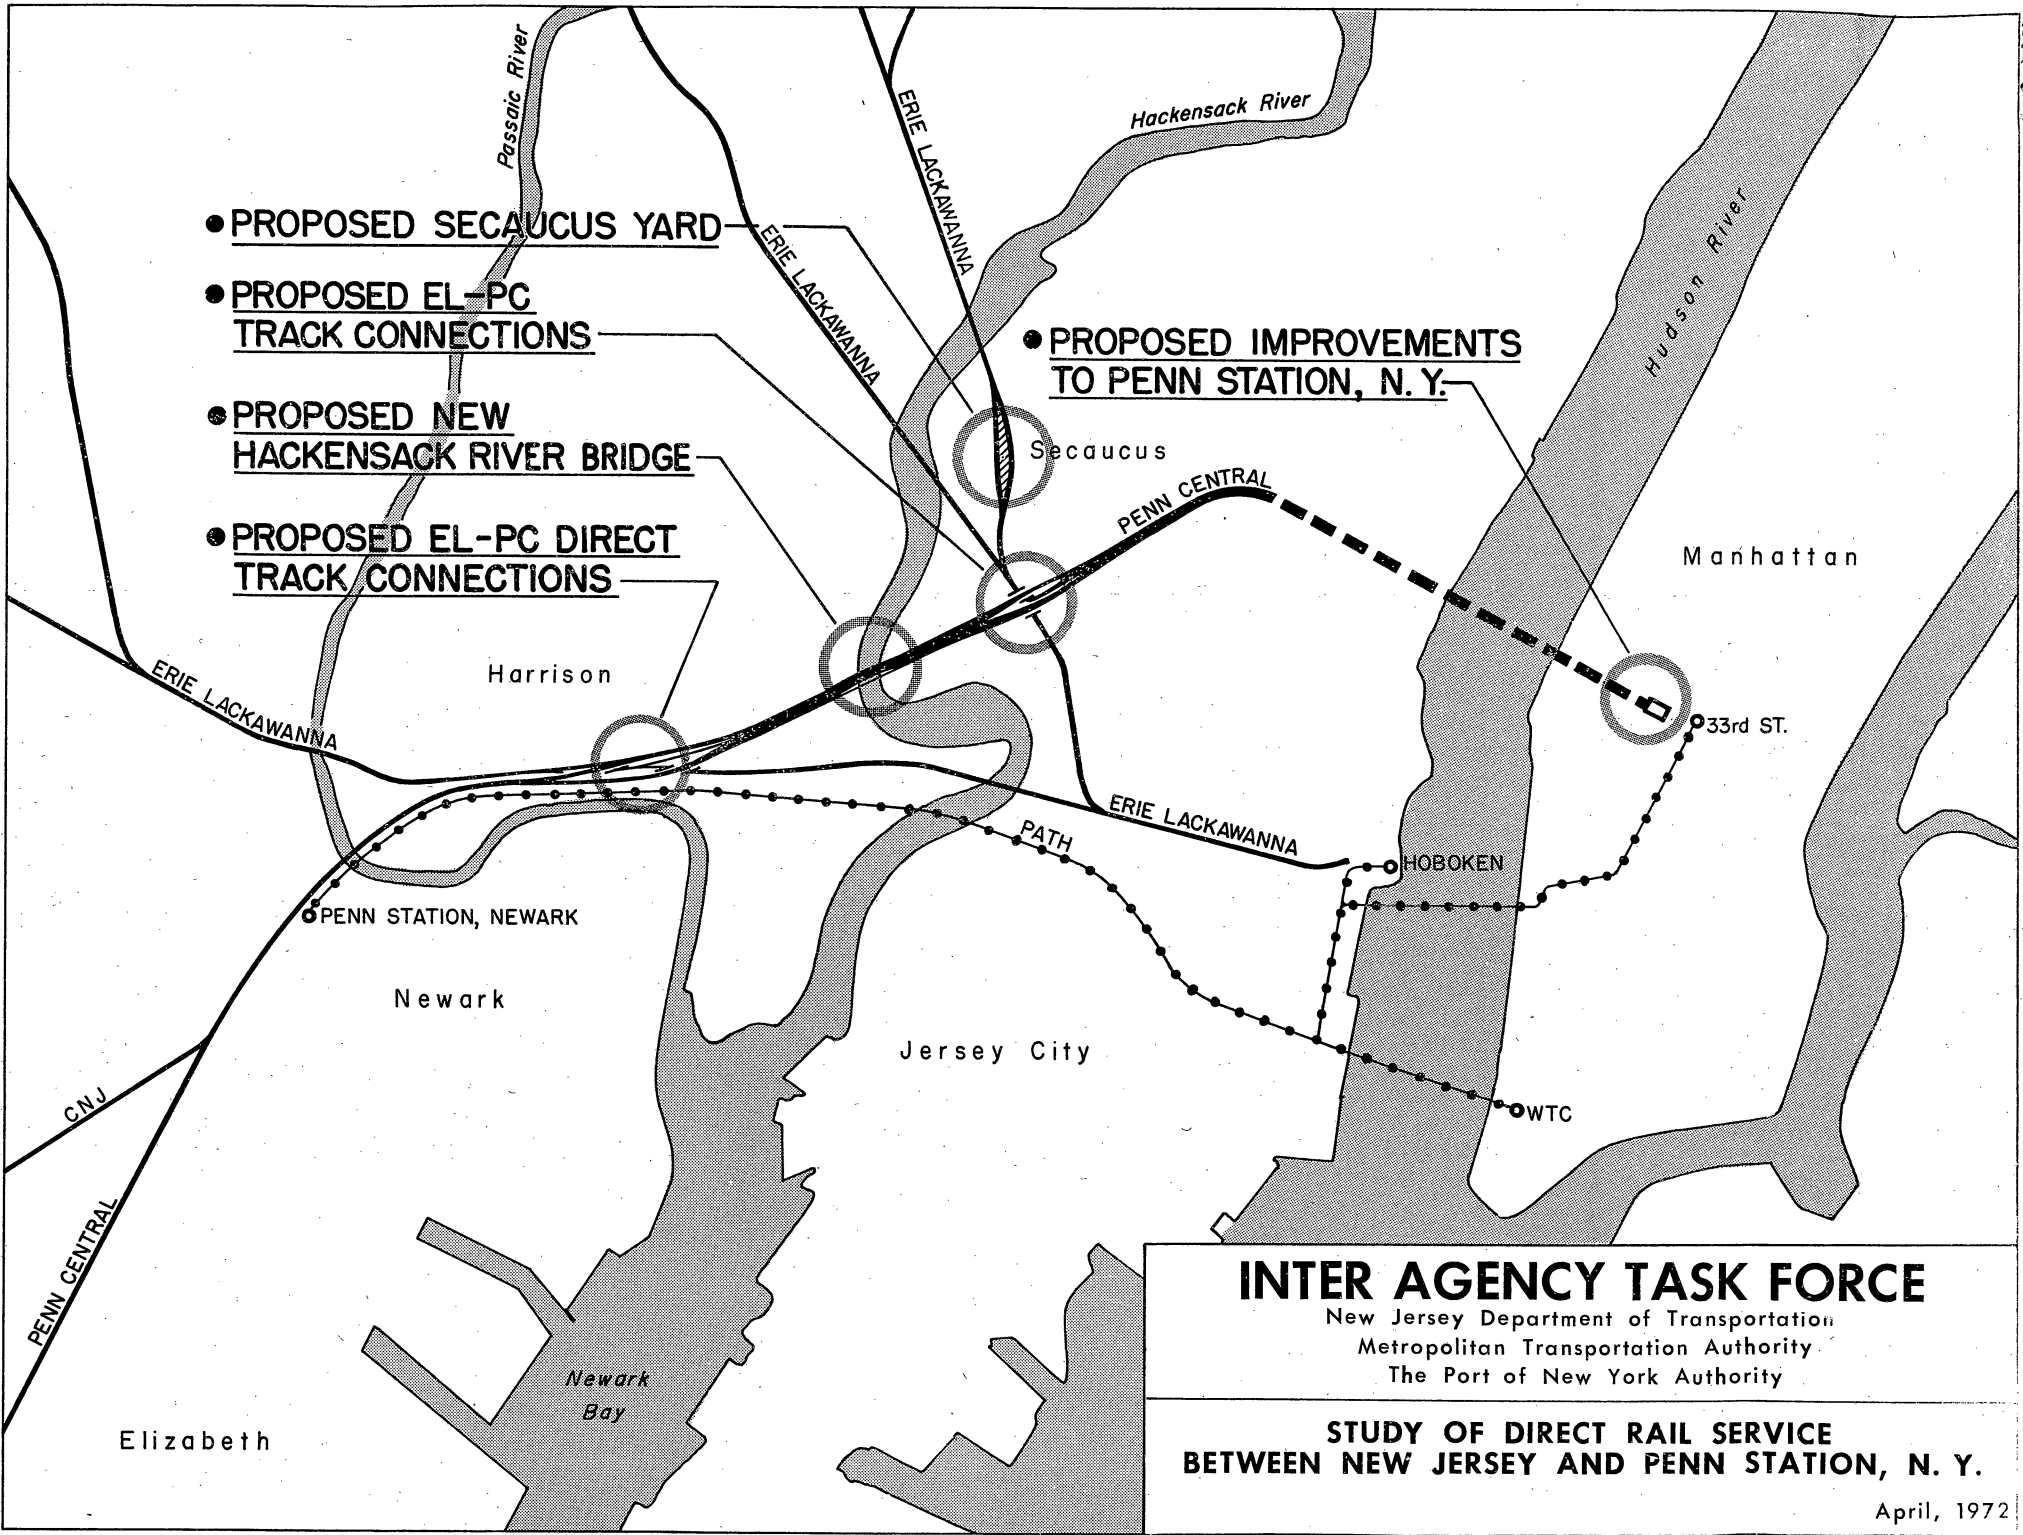 Passaic River
Hackensack River
ERIE LACKAWANNA
ERIE LACKAWANNA
Hudson River
PROPOSED SECAUCUS YARD
PROPOSED EL-PC
TRACK CONNECTIONS
PROPOSED IMPROVEMENTS
TO PENN STATION, N.Y.
PROPOSED NEW
HACKENSACK RIVER BRIDGE
Secaucus
PENN CENTRAL
PROPOSED EL-PC DIRECT
TRACK CONNECTIONS
Manhattan
Harrison
ERIE LACKAWANNA
33rd ST.
ERIE LACKAWANNA
PATH
HOBOKEN
PENN STATION, NEWARK
Newark
Jersey City
CNJ
WTC
PENN CENTRAL
Newark
Bay
Elizabeth
INTER AGENCY TASK FORCE
New Jersey Department of Transportation
Metropolitan Transportation Authority
The Port of New York Authority
STUDY OF DIRECT RAIL SERVICE
BETWEEN NEW JERSEY AND PENN STATION, N. Y.
April, 1972